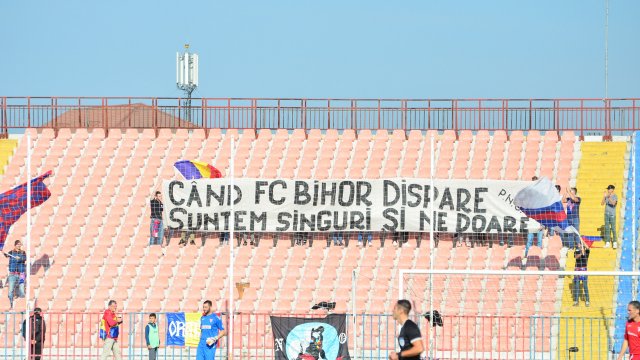 CÂND FC BIHOR DISPARE
SUNTEM SINGURI ȘI NE DOARE